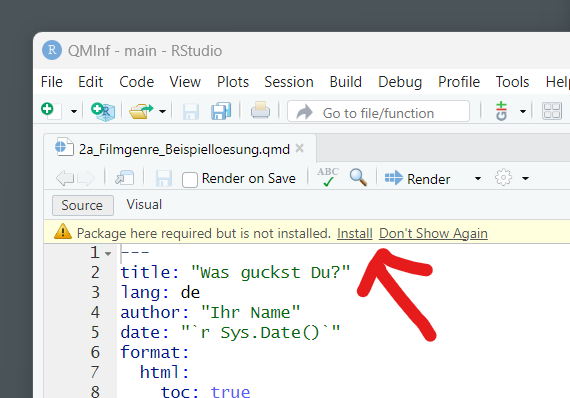 R QMInf - main - RStudio
File Edit Code View Plots Session Build Debug Profile Tools Help
Go to file/function
2a_Filmgenre_Beispielloesung.qmd
Render on Save ABC Render
Source Visual
Package here required but is not installed. Install Don't Show Again
1 ---
2 title: "Was guckst Du?"
3 lang: de
4 author: "Ihr Name"
5 date: "`r Sys.Date()`"
6 format:
7 html:
8 toc: true